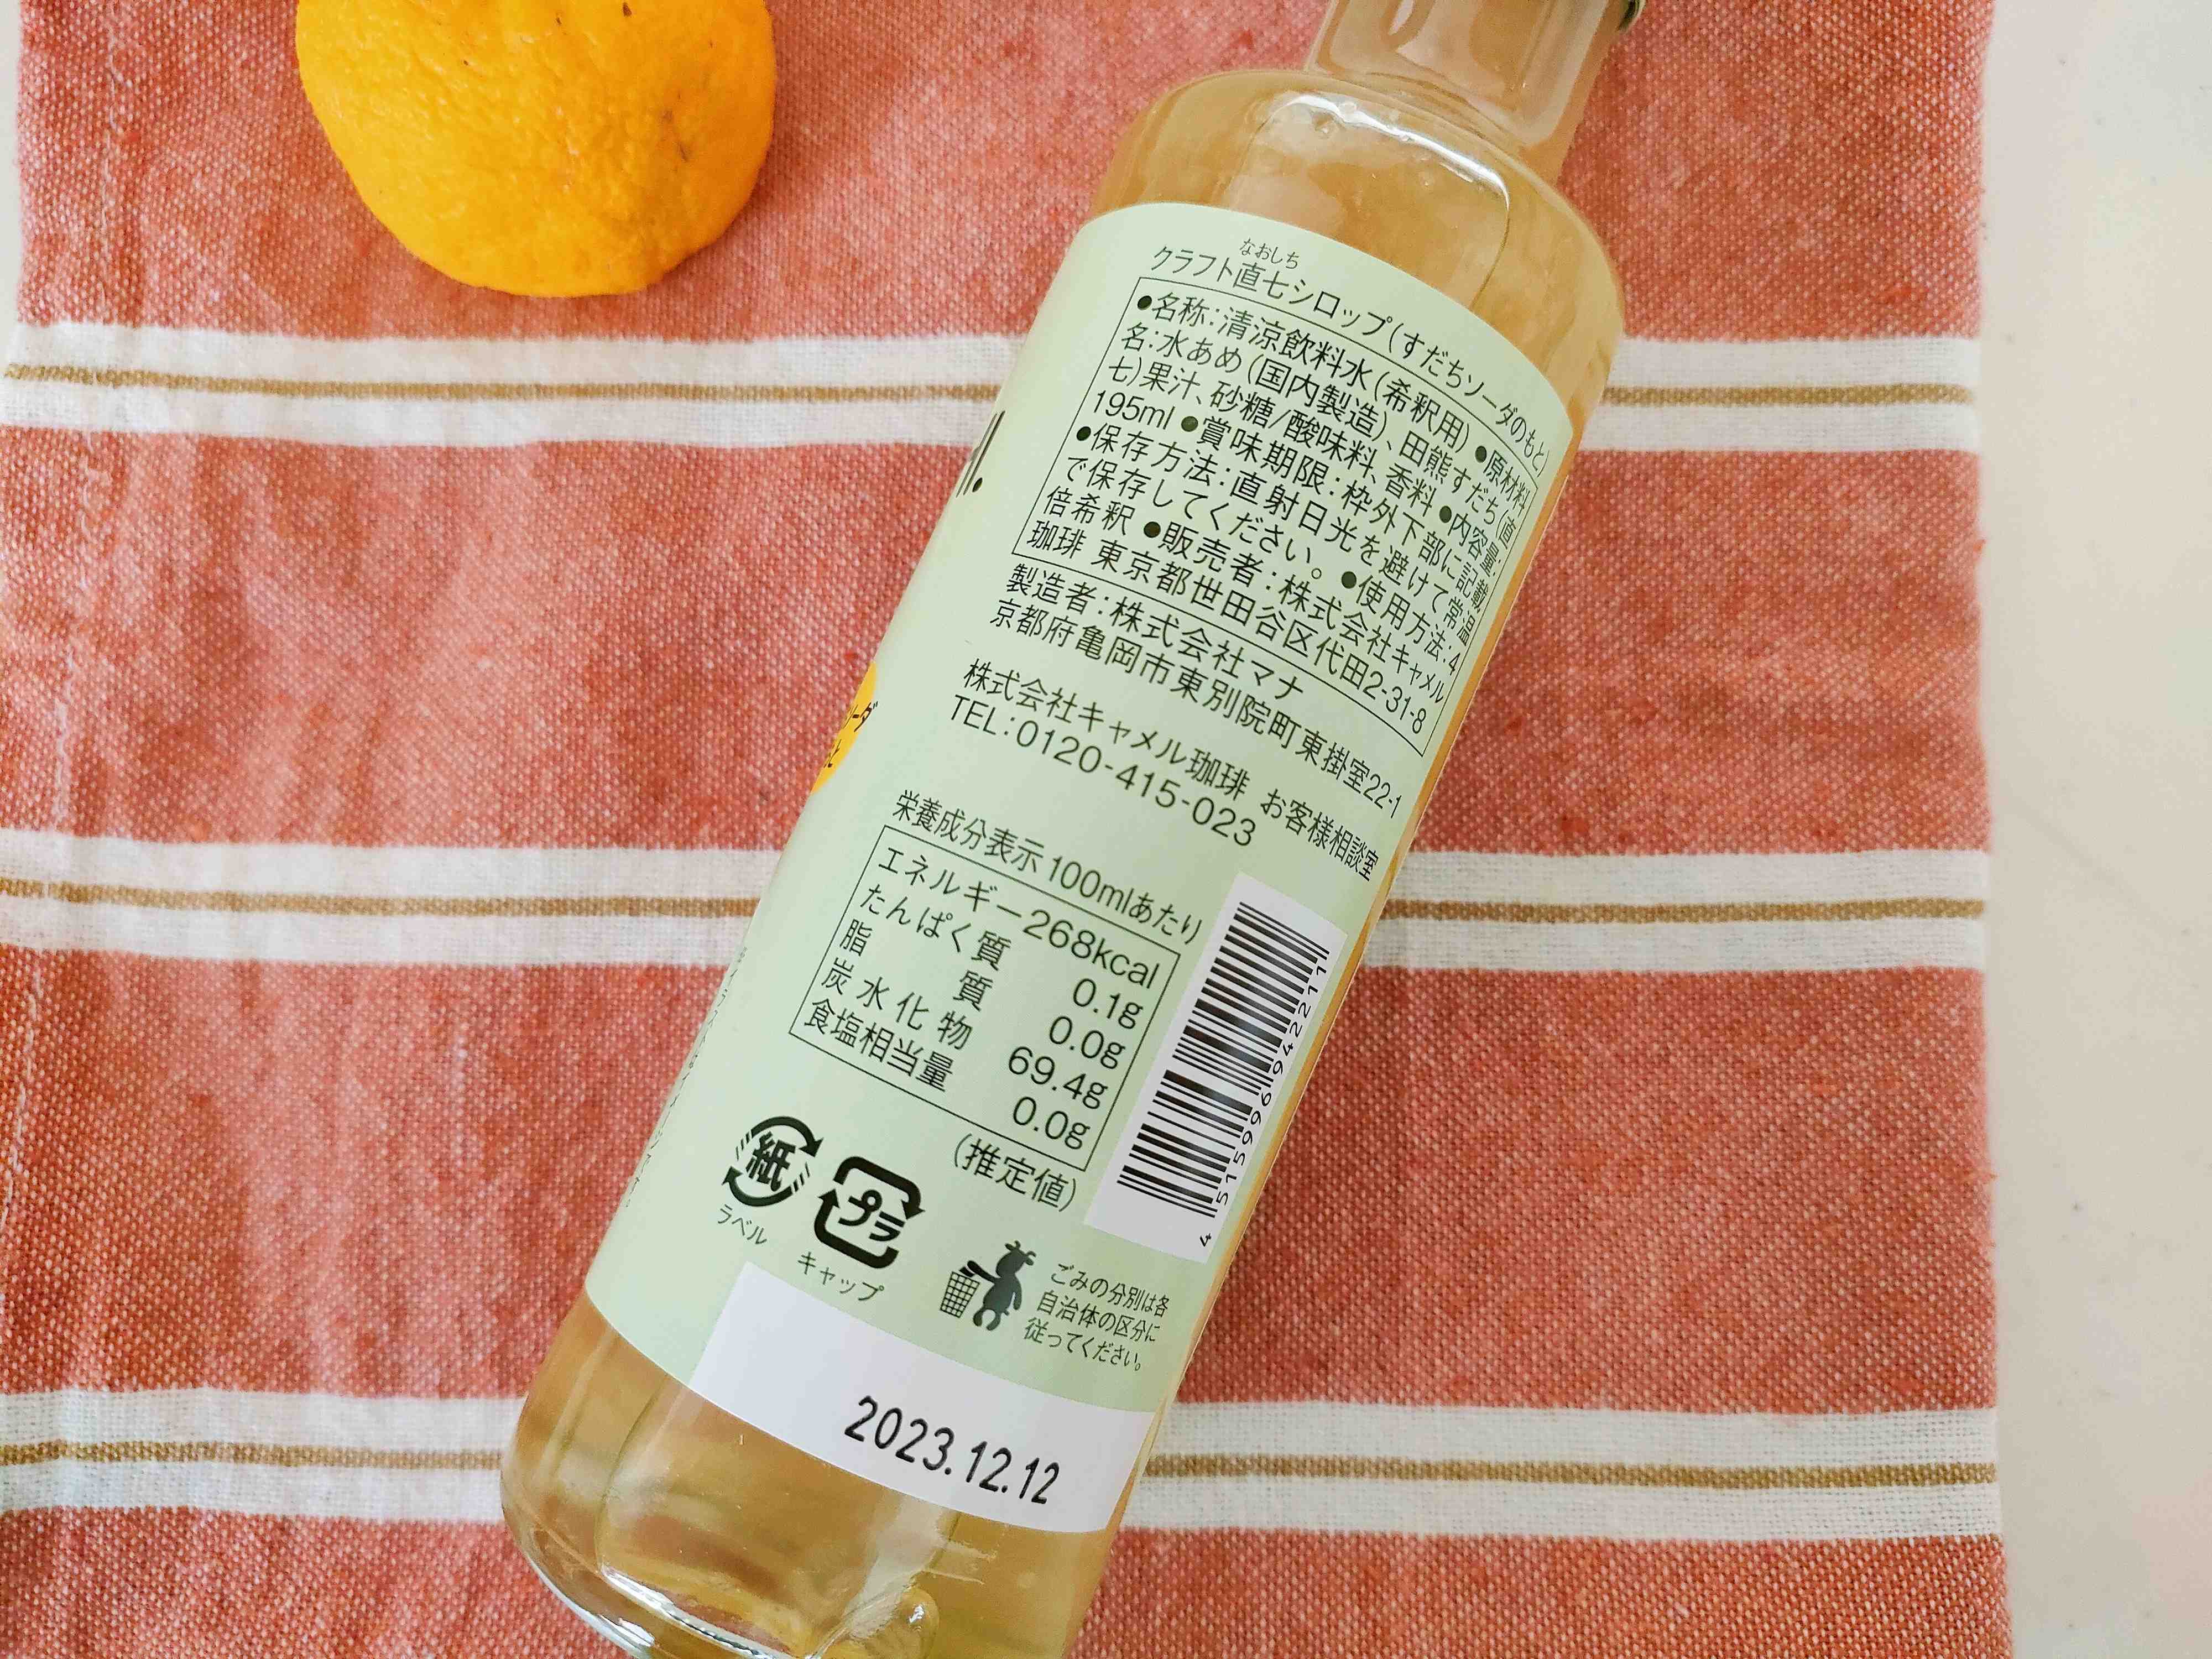 なおしち
クラフト直七シロップ(すだちソーダのもと)
●名称:清涼飲料水(希釈用) ●原材料
名:水あめ(国内製造)、田熊すだち(直
七)果汁、砂糖/酸味料、香料 ●内容量:
195ml ●賞味期限:枠外下部に記載
●保存方法:直射日光を避けて常温
で保存してください。 ●使用方法:4
倍希釈 ●販売者:株式会社キャメル
珈琲 東京都世田谷区代田2-31-8
製造者:株式会社マナ
京都府亀岡市東別院町東掛室22-1
株式会社キャメル珈琲 お客様相談室
TEL:0120-415-023
栄養成分表示 100mlあたり
エネルギー 268kcal
たんぱく質 0.1g
脂質 0.0g
炭水化物 69.4g
食塩相当量 0.0g
(推定値)
4515996942211
紙
ラベル
プラ
キャップ
ごみの分別は各
自治体の区分に
従ってください。
2023.12.12